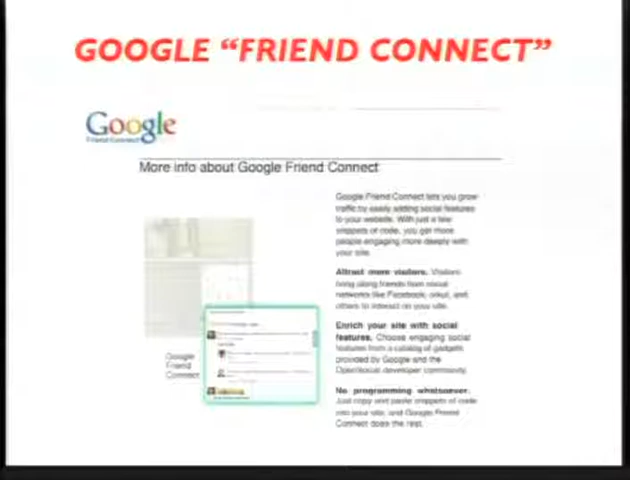 GOOGLE “FRIEND CONNECT”
Google
Friend Connect
More info about Google Friend Connect
Google Friend Connect lets you grow
traffic by easily adding social features
to your website. With just a few
snippets of code, you get more
people engaging more deeply with
your site.
Attract more visitors. Visitors
bring along friends from social
networks like Facebook, orkut, and
others to interact on your site.
Enrich your site with social
features. Choose engaging social
features from a catalog of gadgets
provided by Google and the
OpenSocial developer community.
No programming whatsoever.
Just copy and paste snippets of code
into your site, and Google Friend
Connect does the rest.
Google
Friend
Connect